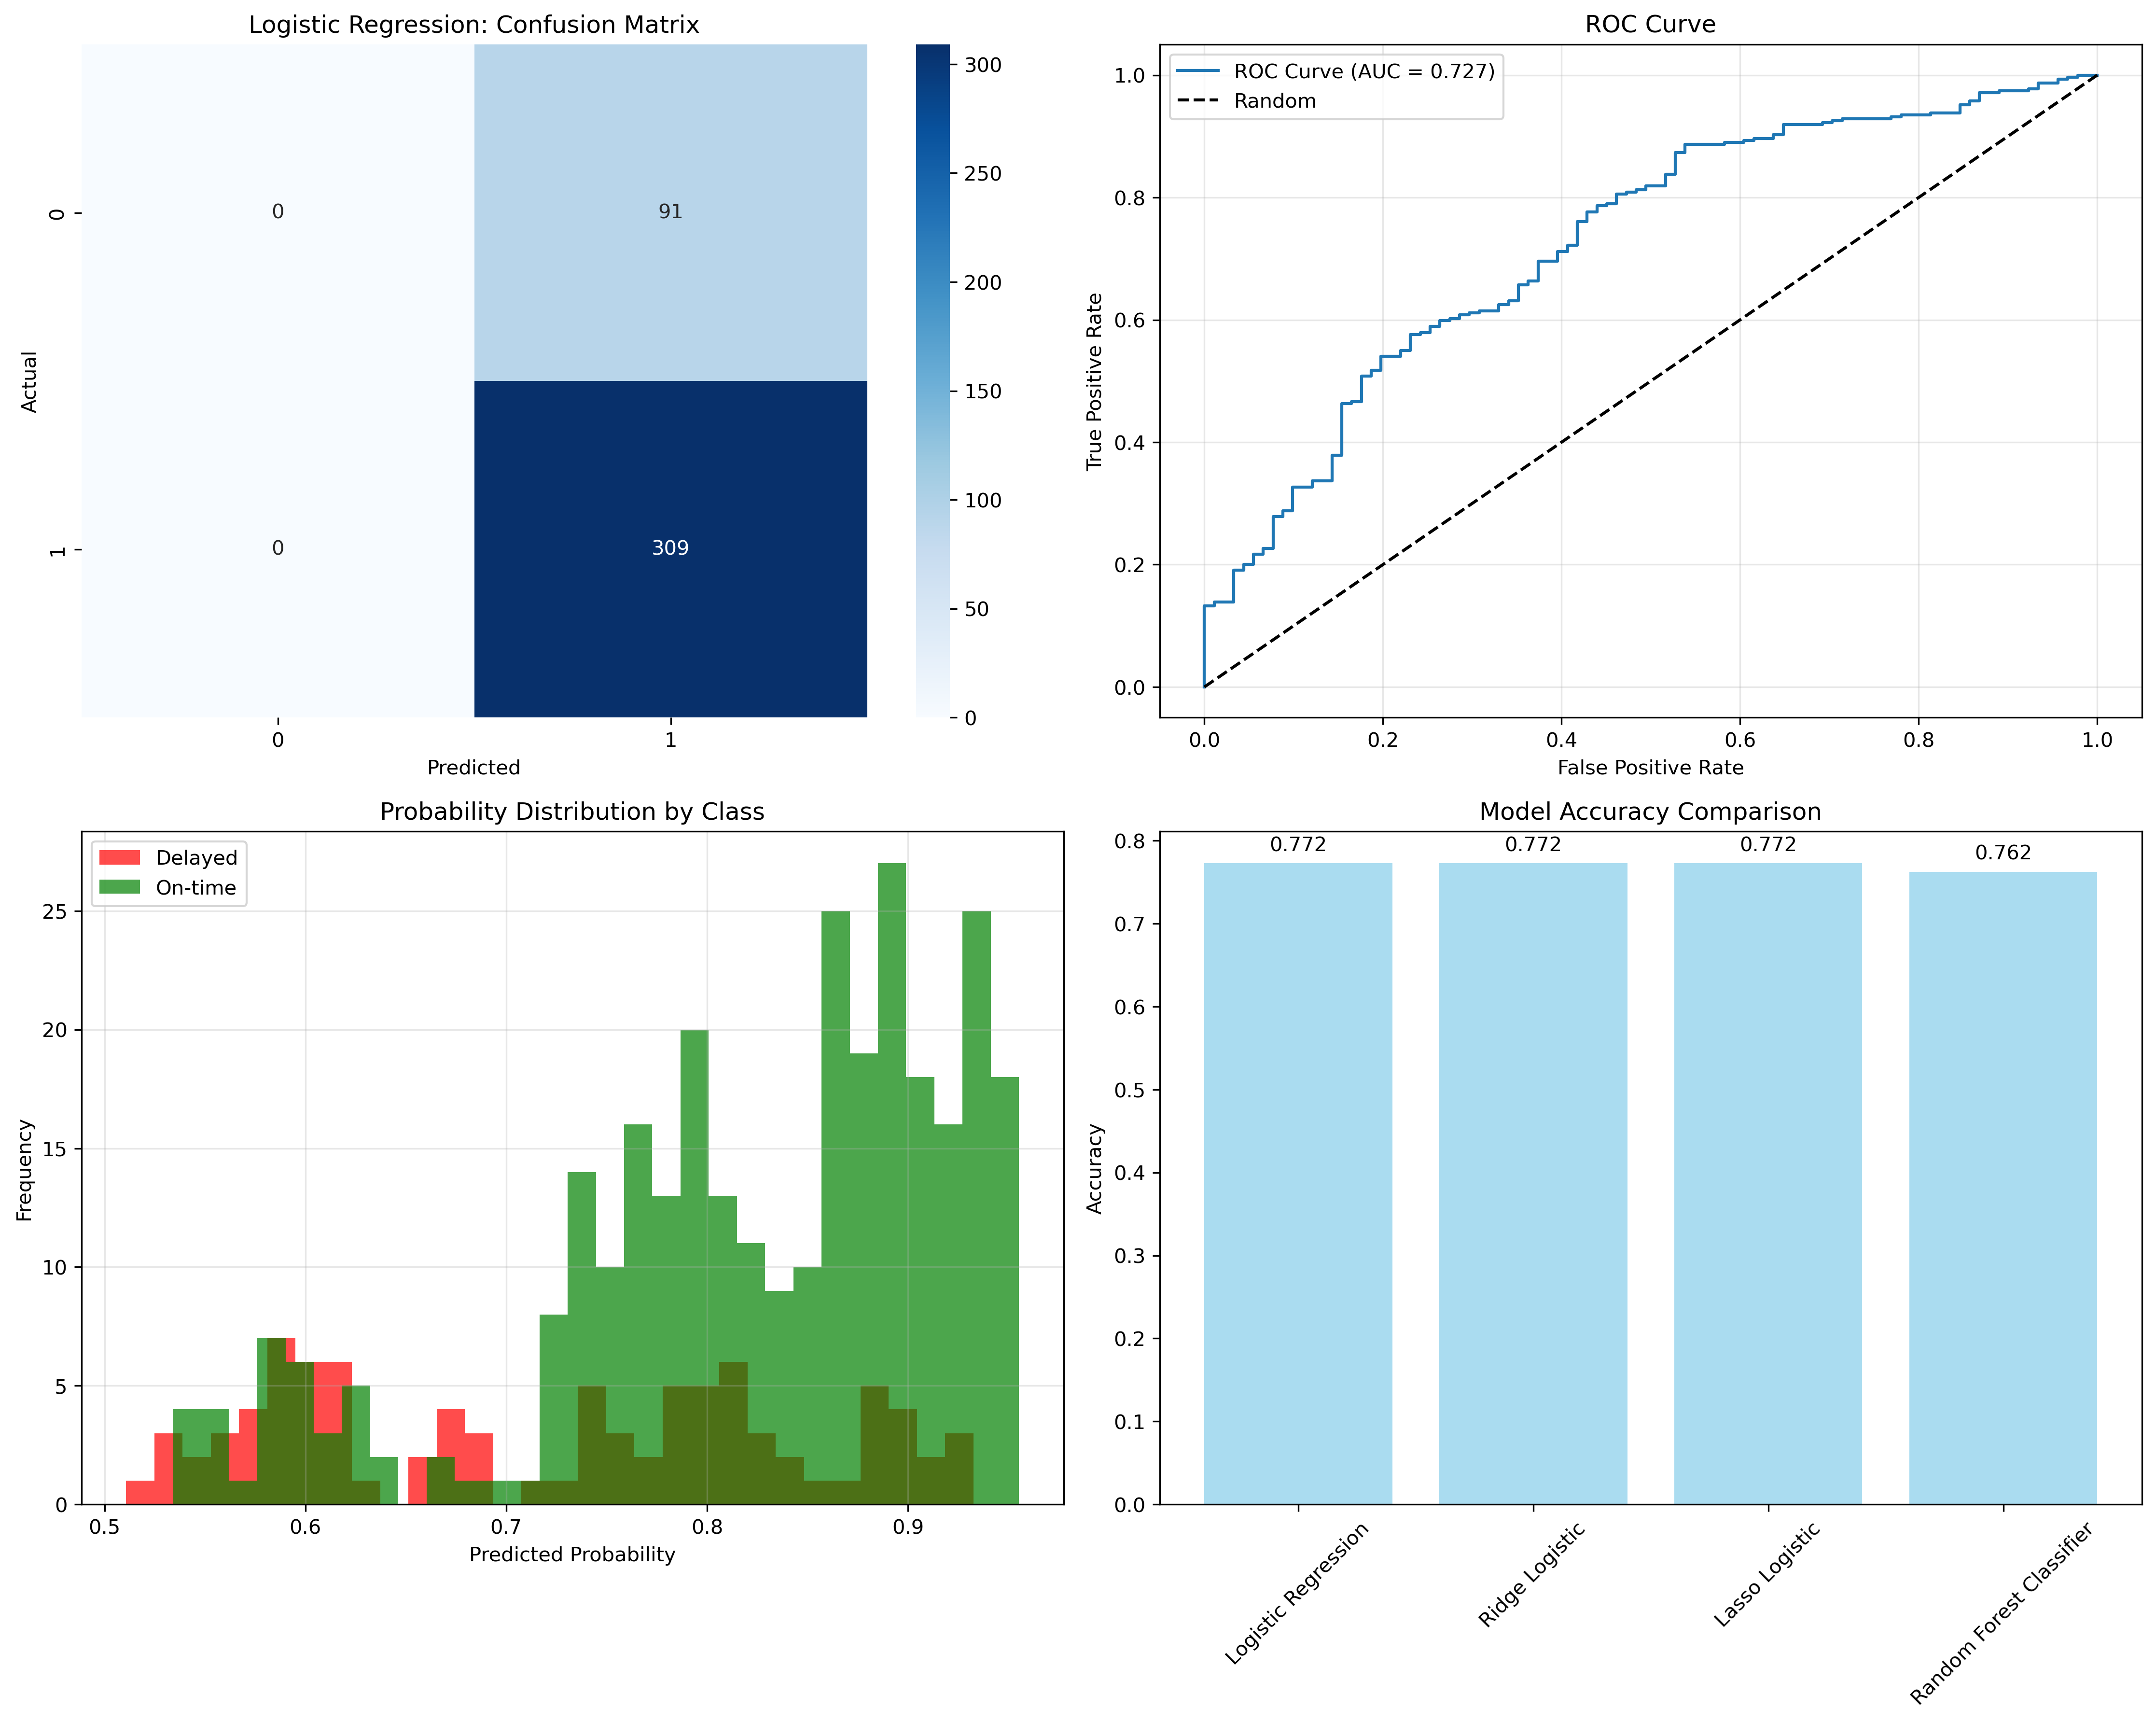 Logistic Regression: Confusion Matrix
0
91
0
309
0
1
Actual
0
1
Predicted
300
250
200
150
100
50
0
ROC Curve
ROC Curve (AUC = 0.727)
Random
1.0
0.8
0.6
0.4
0.2
0.0
True Positive Rate
0.0
0.2
0.4
0.6
0.8
1.0
False Positive Rate
Probability Distribution by Class
Delayed
On-time
25
20
15
10
5
0
Frequency
0.5
0.6
0.7
0.8
0.9
Predicted Probability
Model Accuracy Comparison
0.772
0.772
0.772
0.762
0.8
0.7
0.6
0.5
0.4
0.3
0.2
0.1
0.0
Accuracy
Logistic Regression
Ridge Logistic
Lasso Logistic
Random Forest Classifier